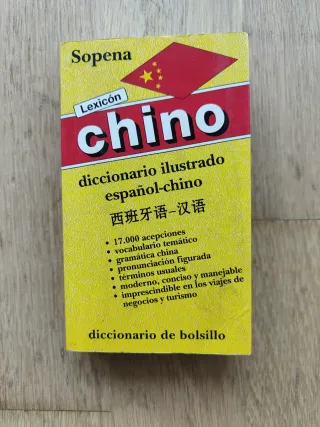 Sopena
Lexicón
chino
diccionario ilustrado
español-chino
西班牙语-汉语
• 17.000 acepciones
• vocabulario temático
• gramática china
• pronunciación figurada
• términos usuales
• moderno, conciso y manejable
• imprescindible en los viajes de
negocios y turismo
diccionario de bolsillo